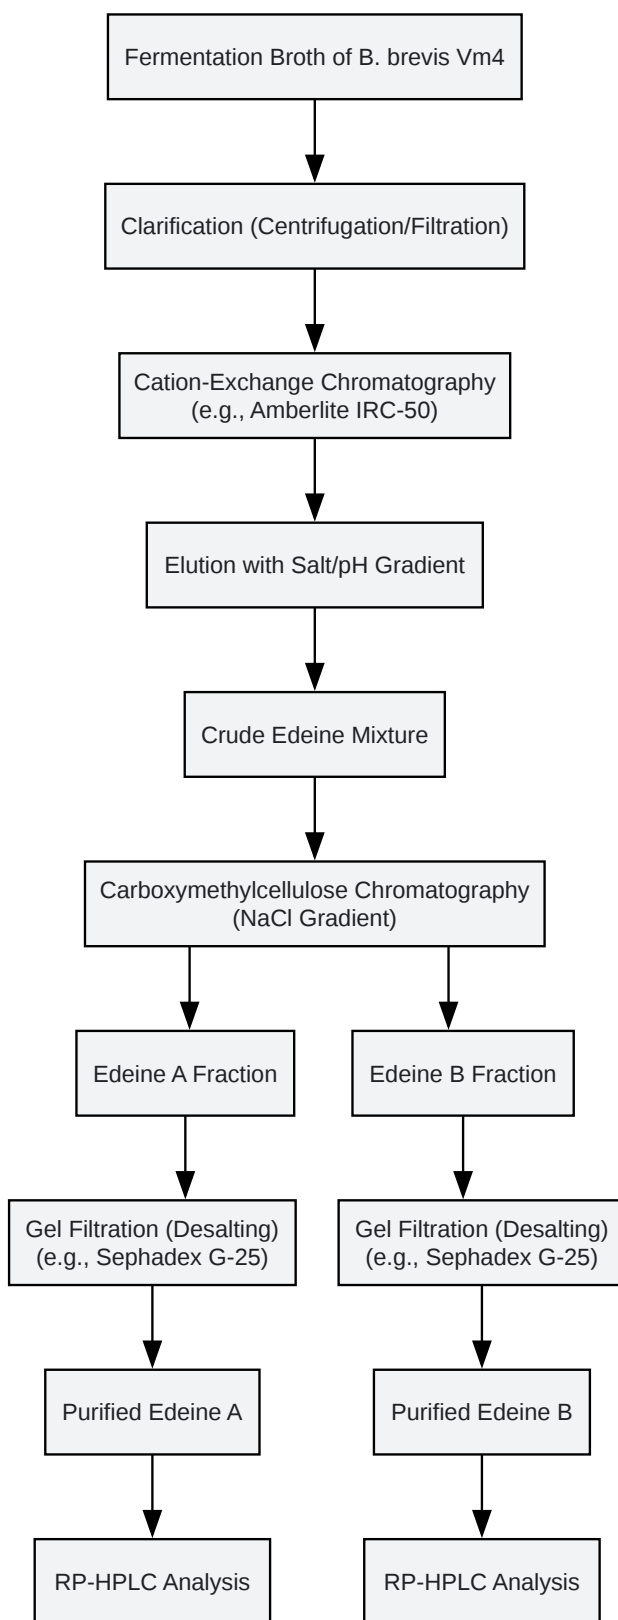 Fermentation Broth of B. brevis Vm4
Clarification (Centrifugation/Filtration)
Cation-Exchange Chromatography
(e.g., Amberlite IRC-50)
Elution with Salt/pH Gradient
Crude Edeine Mixture
Carboxymethylcellulose Chromatography
(NaCl Gradient)
Edeine A Fraction
Edeine B Fraction
Gel Filtration (Desalting)
(e.g., Sephadex G-25)
Gel Filtration (Desalting)
(e.g., Sephadex G-25)
Purified Edeine A
Purified Edeine B
RP-HPLC Analysis
RP-HPLC Analysis